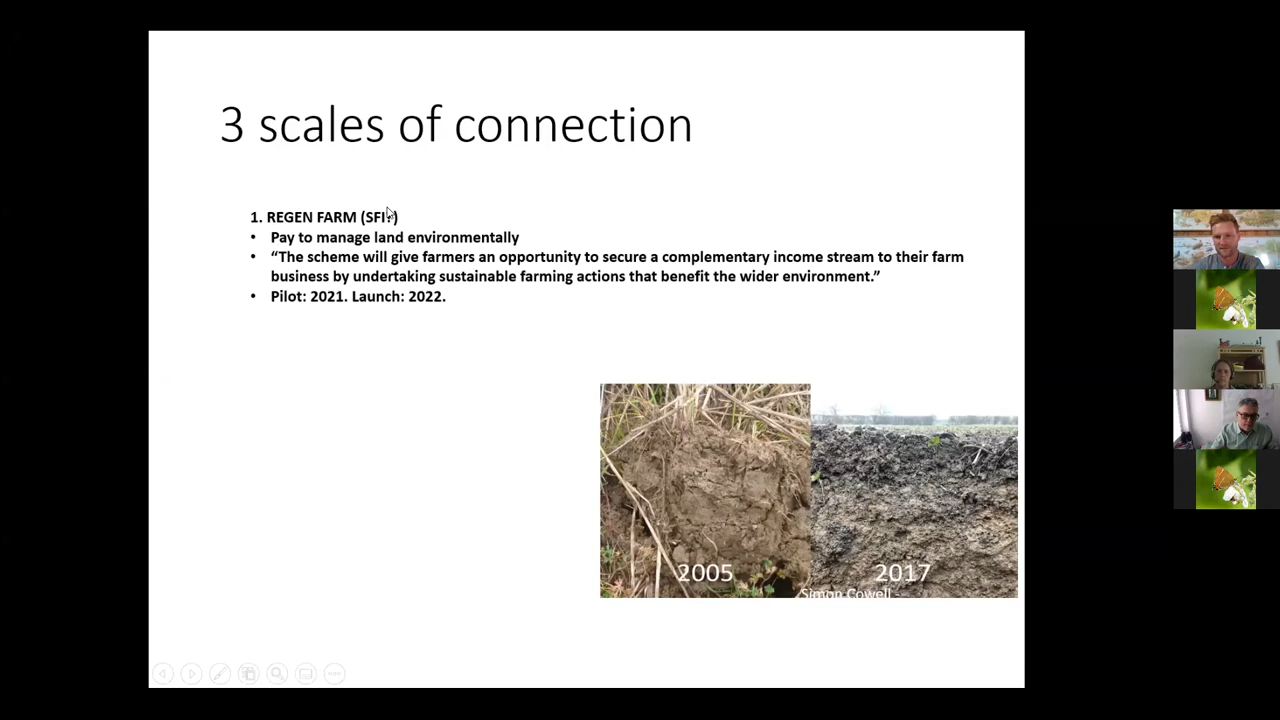 3 scales of connection
1. REGEN FARM (SFI?)
• Pay to manage land environmentally
• “The scheme will give farmers an opportunity to secure a complementary income stream to their farm
business by undertaking sustainable farming actions that benefit the wider environment.”
• Pilot: 2021. Launch: 2022.
2005
2017
Simon Cowell -